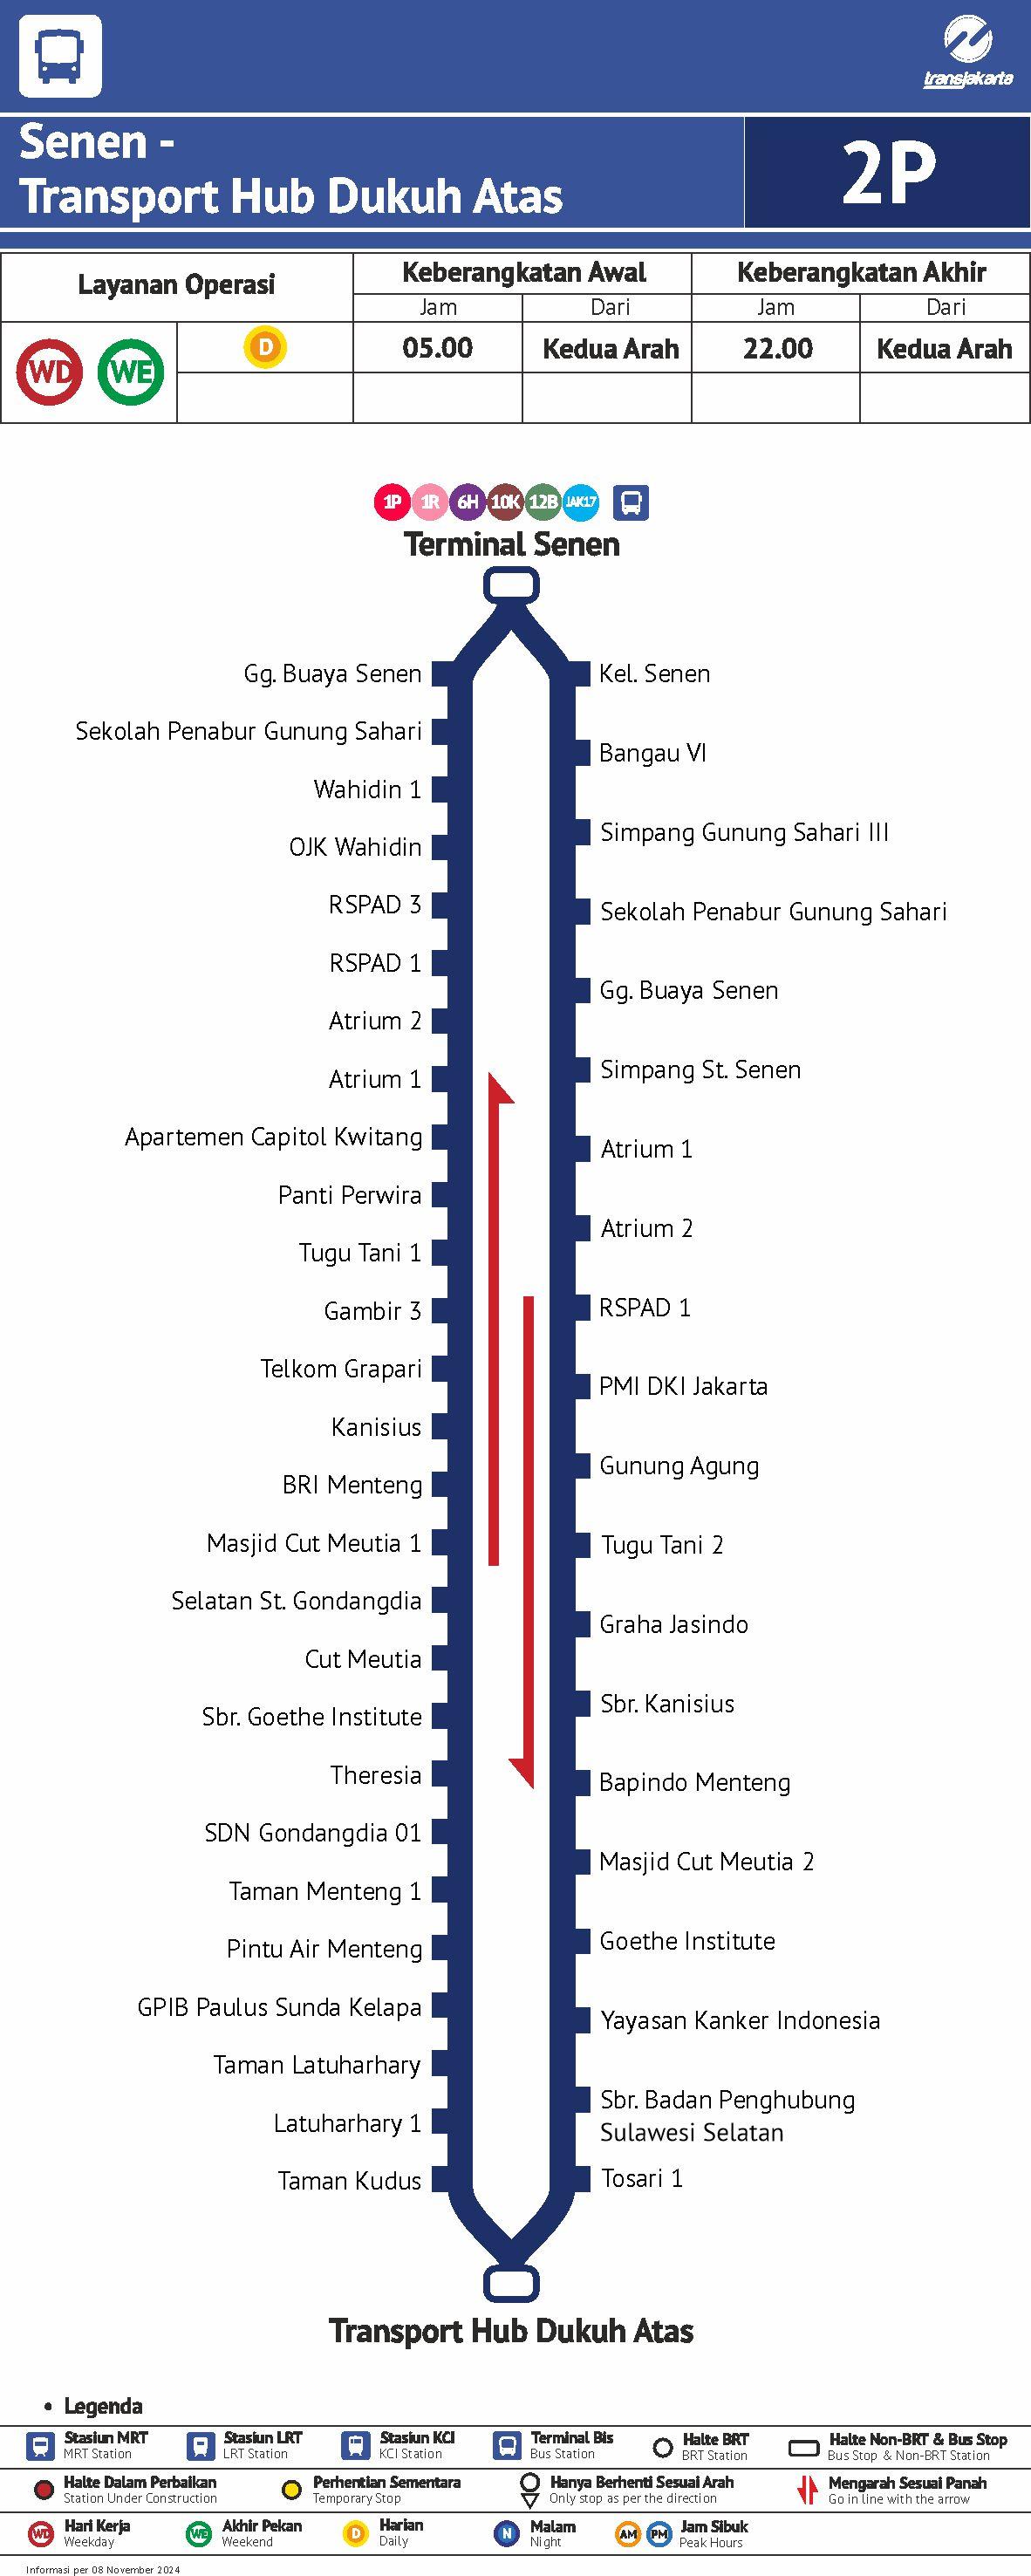 transjakarta
Senen -
Transport Hub Dukuh Atas
2P
Layanan Operasi
Keberangkatan Awal
Keberangkatan Akhir
Jam
Dari
Jam
Dari
WD
WE
D
05.00
Kedua Arah
22.00
Kedua Arah
1P 1R 6H 10K 12B JAK17
Terminal Senen
Gg. Buaya Senen
Sekolah Penabur Gunung Sahari
Wahidin 1
OJK Wahidin
RSPAD 3
RSPAD 1
Atrium 2
Atrium 1
Apartemen Capitol Kwitang
Panti Perwira
Tugu Tani 1
Gambir 3
Telkom Grapari
Kanisius
BRI Menteng
Masjid Cut Meutia 1
Selatan St. Gondangdia
Cut Meutia
Sbr. Goethe Institute
Theresia
SDN Gondangdia 01
Taman Menteng 1
Pintu Air Menteng
GPIB Paulus Sunda Kelapa
Taman Latuharhary
Latuharhary 1
Taman Kudus
Kel. Senen
Bangau VI
Simpang Gunung Sahari III
Sekolah Penabur Gunung Sahari
Gg. Buaya Senen
Simpang St. Senen
Atrium 1
Atrium 2
RSPAD 1
PMI DKI Jakarta
Gunung Agung
Tugu Tani 2
Graha Jasindo
Sbr. Kanisius
Bapindo Menteng
Masjid Cut Meutia 2
Goethe Institute
Yayasan Kanker Indonesia
Sbr. Badan Penghubung
Sulawesi Selatan
Tosari 1
Transport Hub Dukuh Atas
• Legenda
Stasiun MRT
MRT Station
Stasiun LRT
LRT Station
Stasiun KCI
KCI Station
Terminal Bis
Bus Station
Halte BRT
BRT Station
Halte Non-BRT & Bus Stop
Bus Stop & Non-BRT Station
Halte Dalam Perbaikan
Station Under Construction
Perhentian Sementara
Temporary Stop
Hanya Berhenti Sesuai Arah
Only stop as per the direction
Mengarah Sesuai Panah
Go in line with the arrow
WD
Hari Kerja
Weekday
WE
Akhir Pekan
Weekend
D
Harian
Daily
N
Malam
Night
AM PM
Jam Sibuk
Peak Hours
Informasi per 08 November 2024